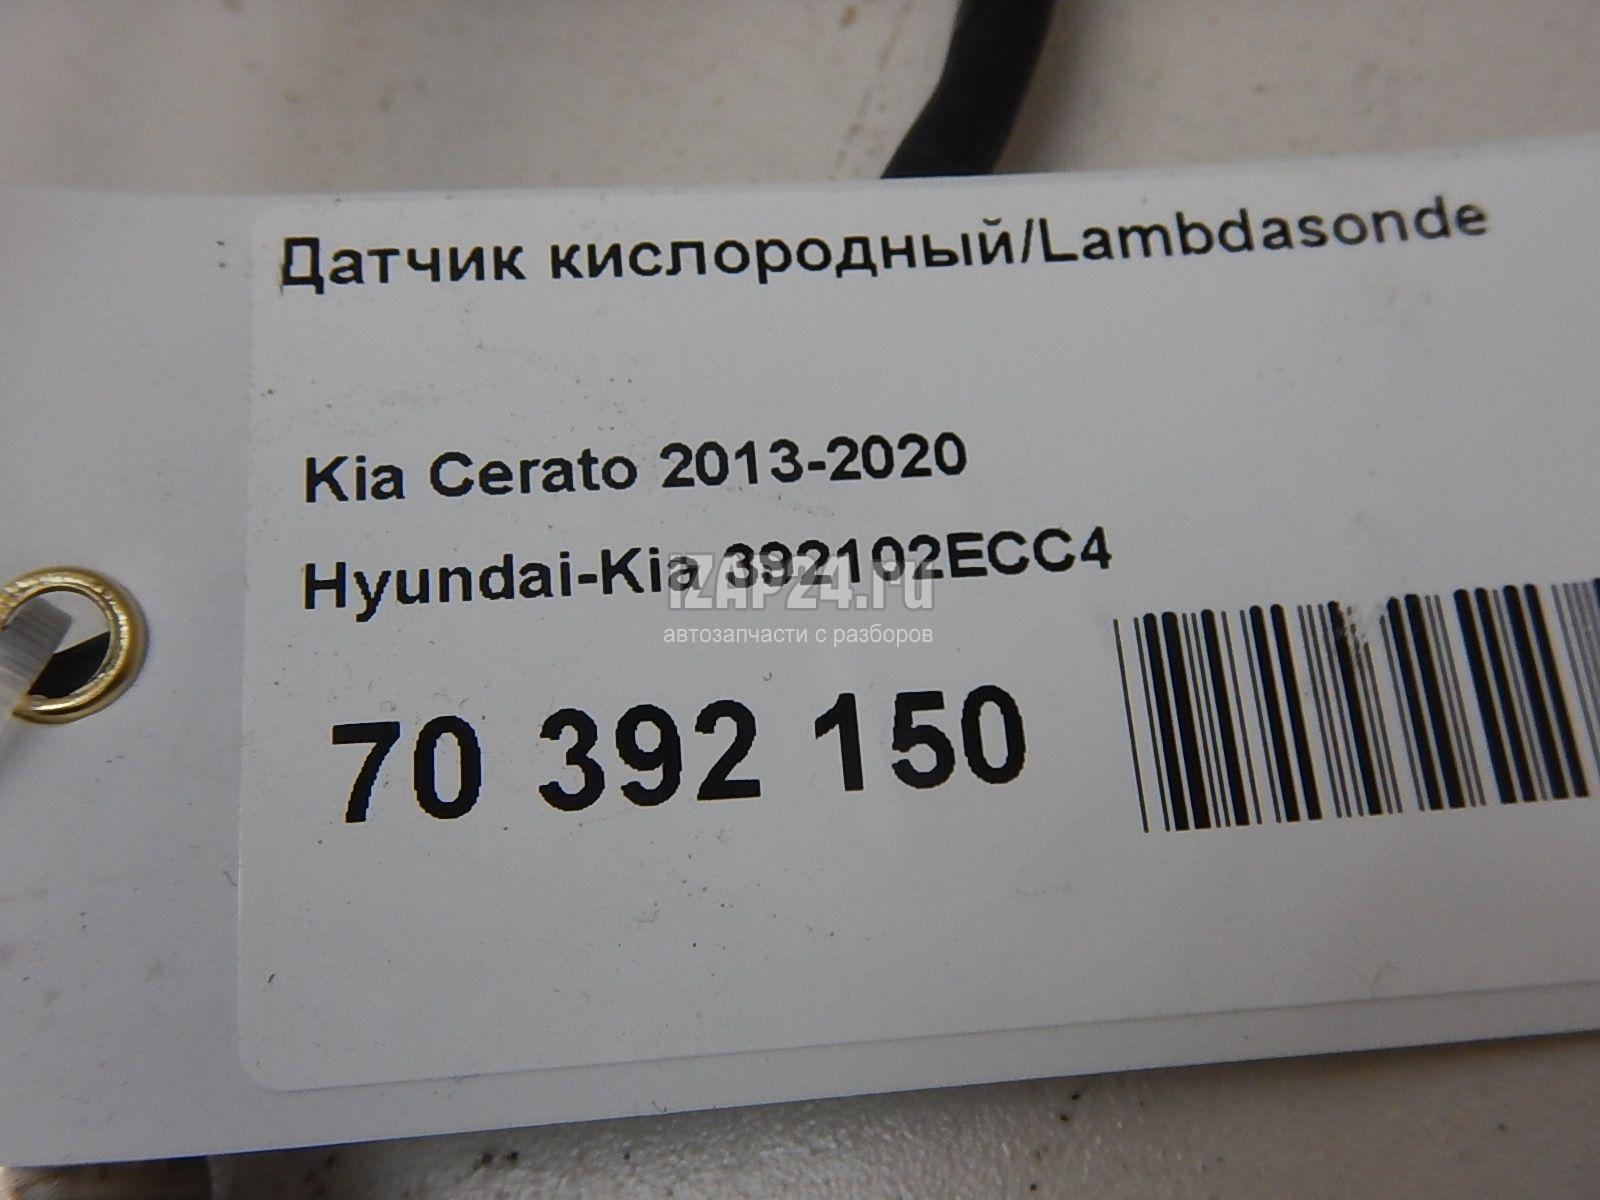 Датчик кислородный/Lambdasonde
Kia Cerato 2013-2020
Hyundai-Kia 392102ECC4
iZAP24.ru
автозапчасти с разборов
70 392 150